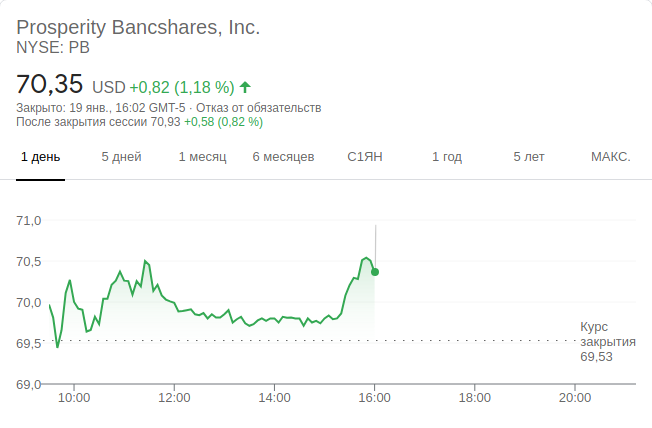 Prosperity Bancshares, Inc.
NYSE: PB
70,35 USD +0,82 (1,18 %)
Закрыто: 19 янв., 16:02 GMT-5 · Отказ от обязательств
После закрытия сессии 70,93 +0,58 (0,82 %)
1 день 5 дней 1 месяц 6 месяцев С1ЯН 1 год 5 лет МАКС.
71,0
70,5
70,0
69,5
69,0
Курс
закрытия
69,53
10:00 12:00 14:00 16:00 18:00 20:00